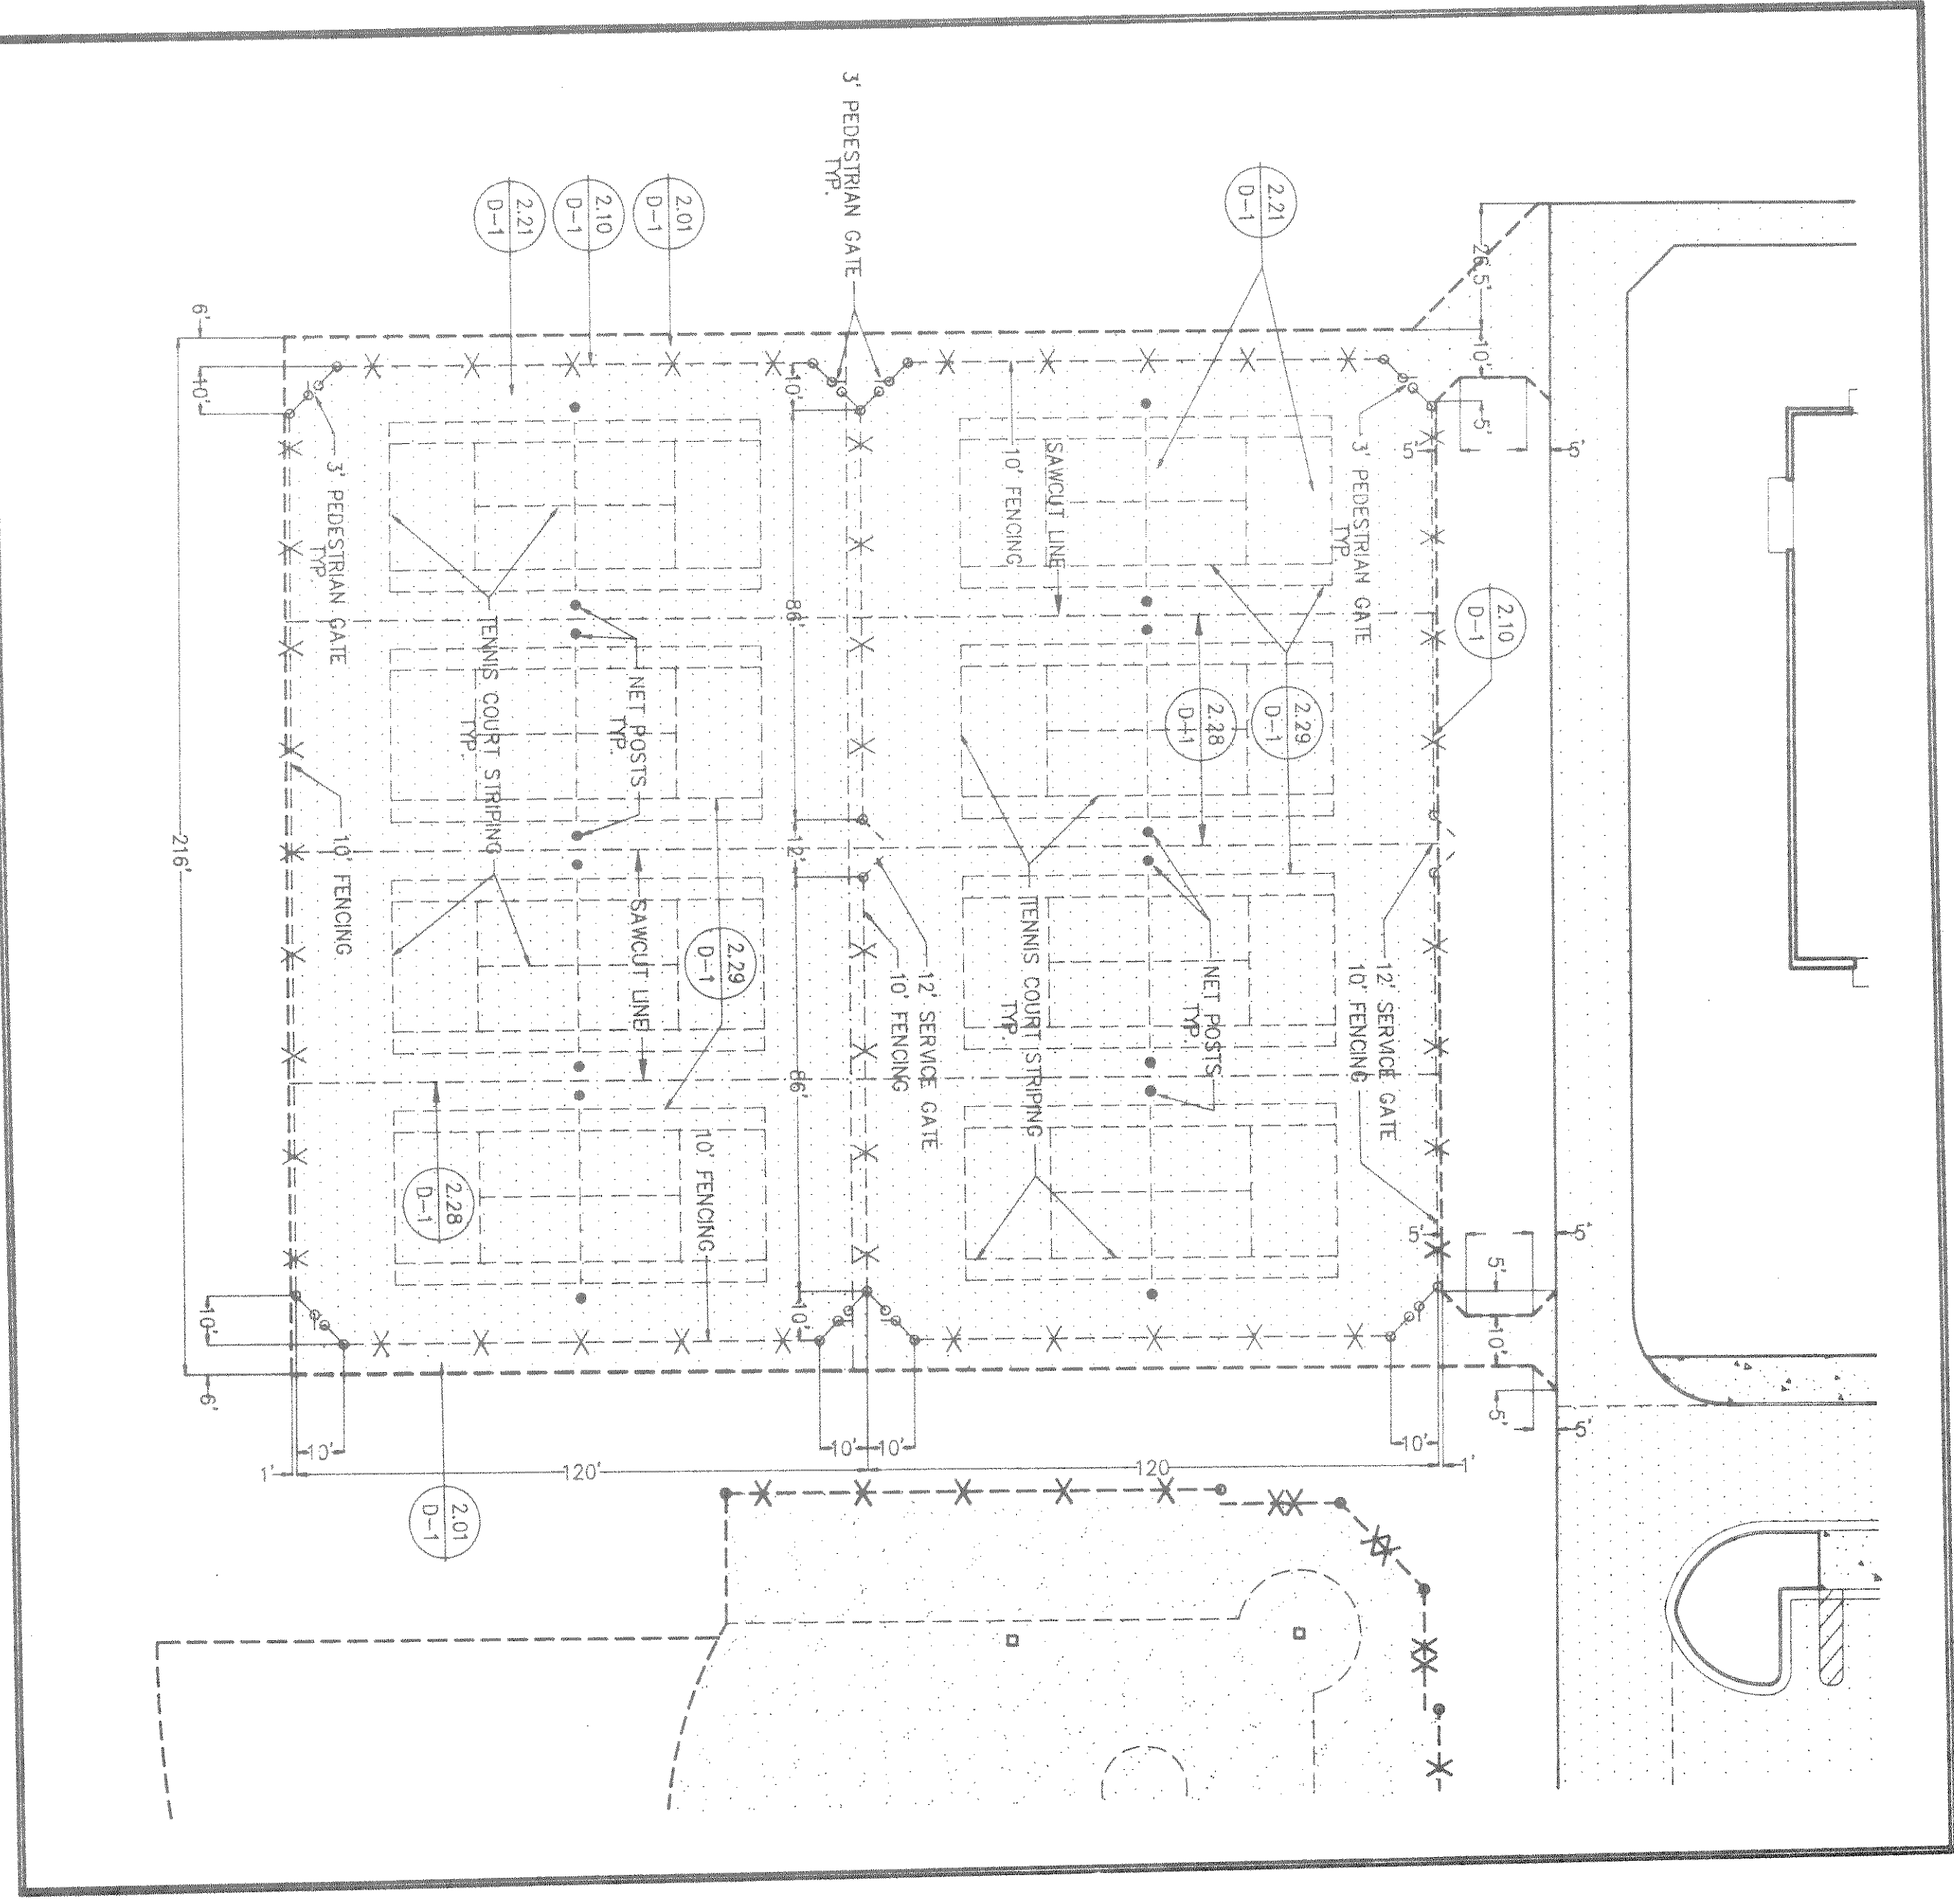 3' PEDESTRIAN GATE
TYP.
2.21
D-1
2.10
D-1
2.01
D-1
2.21
D-1
26.5'
10'
5'
5'
5'
6'
10'
10'
3' PEDESTRIAN GATE
TYP.
10' FENCING
SAWCUT LINE
3' PEDESTRIAN GATE
TYP.
2.10
D-1
86'
2.29
D-1
2.28
D-1
TENNIS COURT STRIPING
TYP.
NET POSTS
TYP.
10' FENCING
216'
12'
SAWCUT LINE
2.29
D-1
12' SERVICE GATE
10' FENCING
TENNIS COURT STRIPING
TYP.
NET POSTS
TYP.
12' SERVICE GATE
10' FENCING
86'
10' FENCING
2.28
D-1
5'
5'
5'
10'
5'
5'
10'
6'
10'
10'
1'
120'
10'
10'
120
10'
1'
2.01
D-1